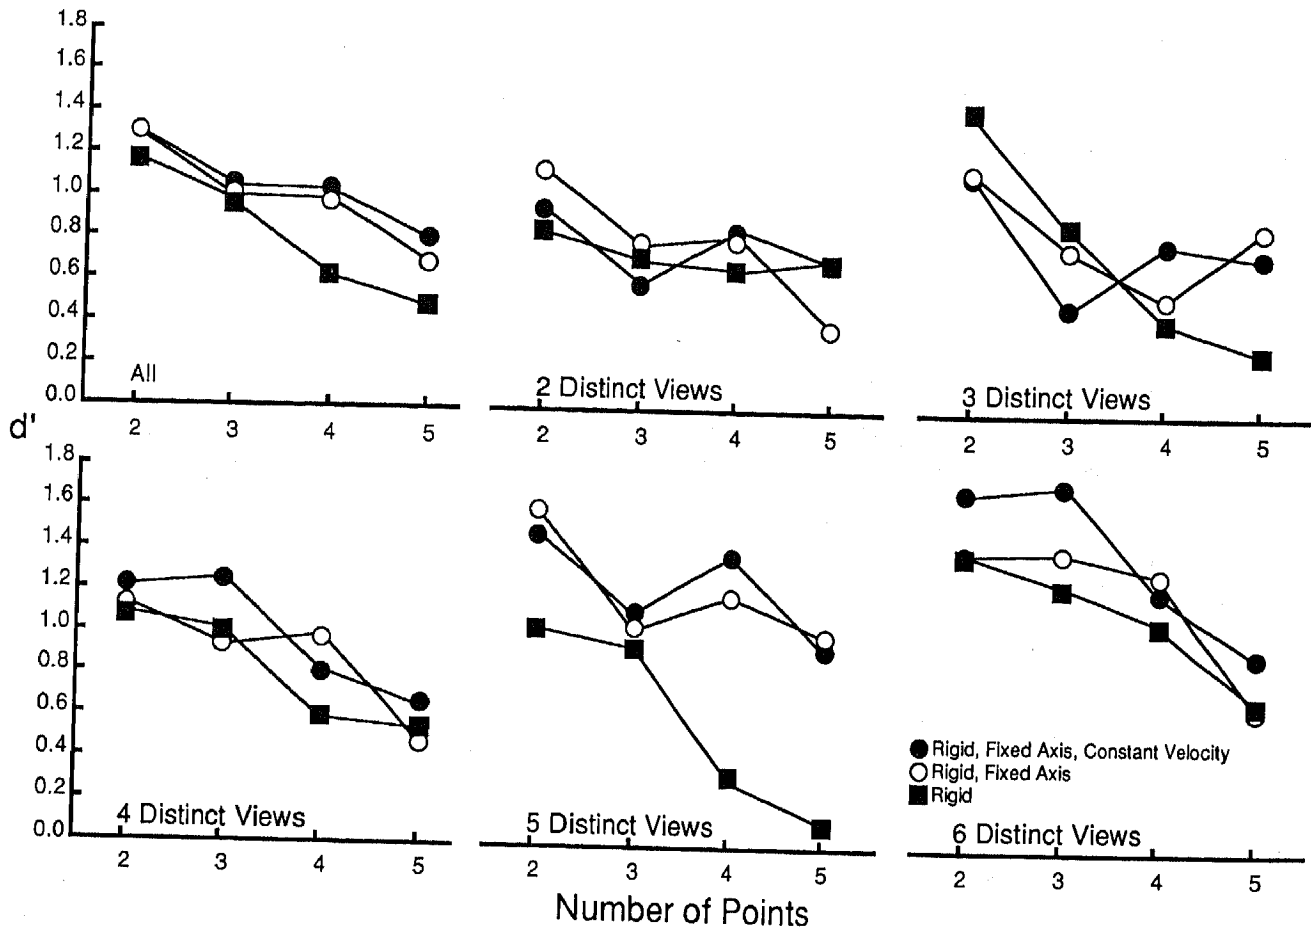 1.8
1.6
1.4
1.2
1.0
0.8
0.6
0.4
0.2
0.0
All
2 Distinct Views
3 Distinct Views
2 3 4 5
2 3 4 5
2 3 4 5
d'
1.8
1.6
1.4
1.2
1.0
0.8
0.6
0.4
0.2
0.0
Rigid, Fixed Axis, Constant Velocity
Rigid, Fixed Axis
Rigid
4 Distinct Views
5 Distinct Views
6 Distinct Views
2 3 4 5
2 3 4 5
2 3 4 5
Number of Points